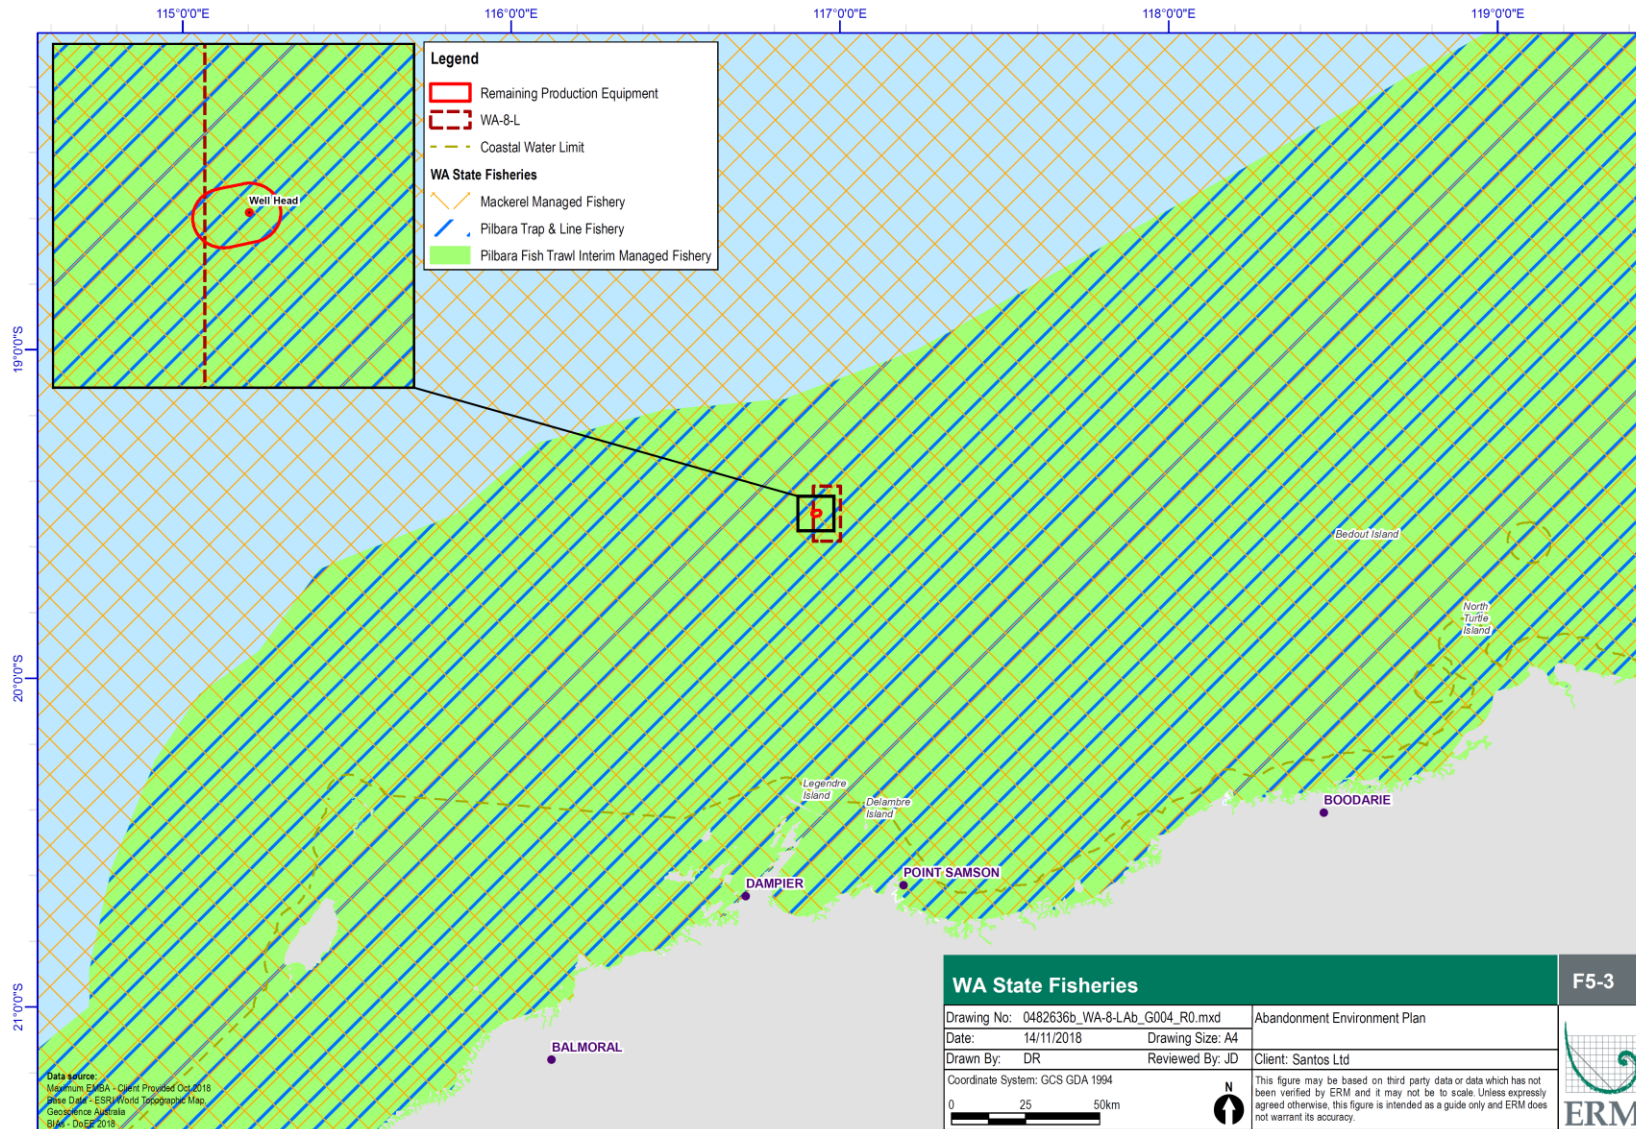 115°0'0"E 116°0'0"E 117°0'0"E 118°0'0"E 119°0'0"E
19°0'0"S
20°0'0"S
21°0'0"S
Well Head
Legend
Remaining Production Equipment
WA-8-L
Coastal Water Limit
WA State Fisheries
Mackerel Managed Fishery
Pilbara Trap & Line Fishery
Pilbara Fish Trawl Interim Managed Fishery
Bedout Island
North
Turtle
Island
Legendre
Island
Delambre
Island
BOODARIE
POINT SAMSON
DAMPIER
BALMORAL
Data source:
Maximum EMBA - Client Provided Oct 2018
Base Data - ESRI World Topographic Map,
Geoscience Australia
BIAs - DoEE 2018
WA State Fisheries
F5-3
Drawing No: 0482636b_WA-8-LAb_G004_R0.mxd
Abandonment Environment Plan
Date: 14/11/2018 Drawing Size: A4
Drawn By: DR Reviewed By: JD
Client: Santos Ltd
Coordinate System: GCS GDA 1994
0 25 50km
N
This figure may be based on third party data or data which has not
been verified by ERM and it may not be to scale. Unless expressly
agreed otherwise, this figure is intended as a guide only and ERM does
not warrant its accuracy.
ERM